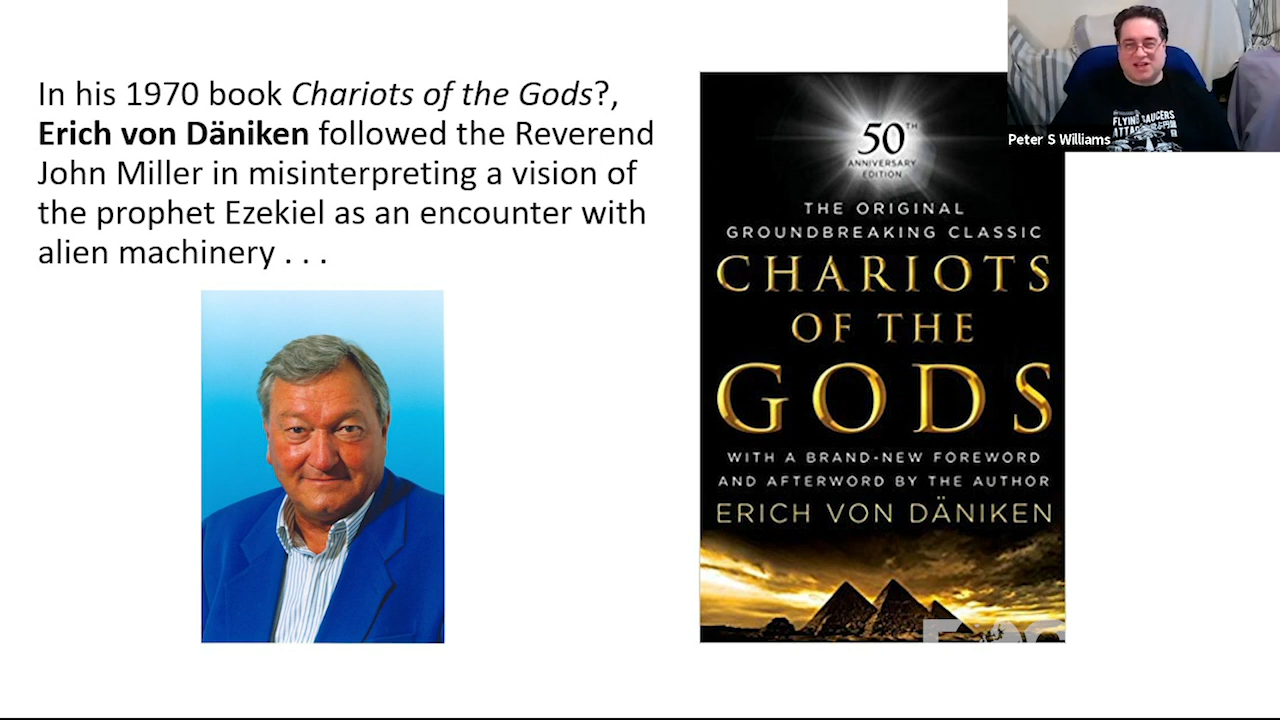 In his 1970 book Chariots of the Gods?,
Erich von Däniken followed the Reverend
John Miller in misinterpreting a vision of
the prophet Ezekiel as an encounter with
alien machinery . . .
50TH
ANNIVERSARY
EDITION
THE ORIGINAL
GROUNDBREAKING CLASSIC
CHARIOTS
OF THE
GODS
WITH A BRAND-NEW FOREWORD
AND AFTERWORD BY THE AUTHOR
ERICH VON DÄNIKEN
FLYING SAUCERS
Peter S Williams